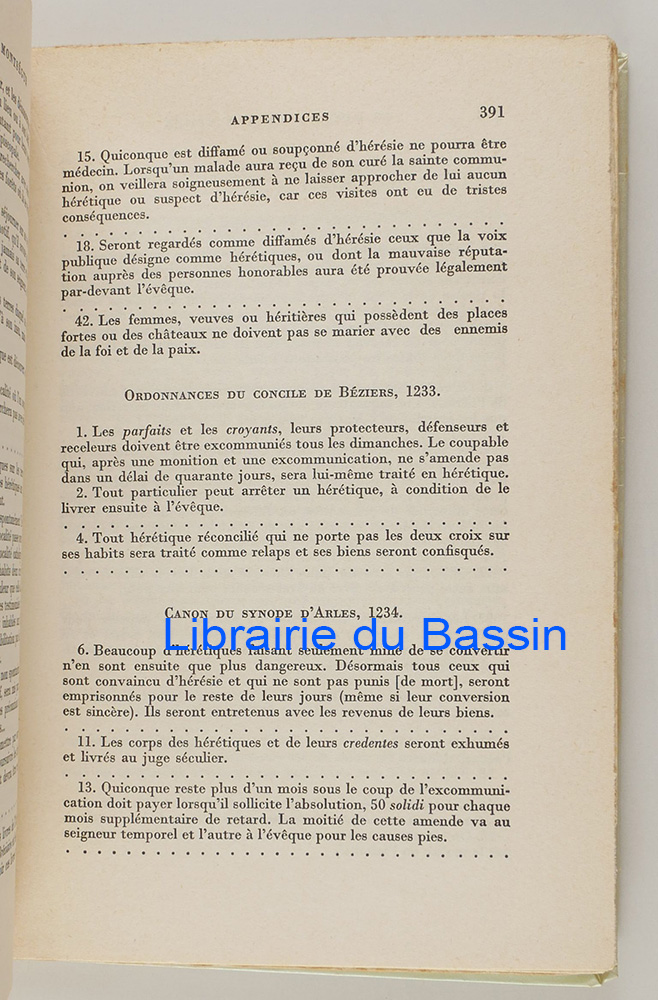 MONTSÉGUR
APPENDICES 391
15. Quiconque est diffamé ou soupçonné d'hérésie ne pourra être
médecin. Lorsqu'un malade aura reçu de son curé la sainte commu-
nion, on veillera soigneusement à ne laisser approcher de lui aucun
hérétique ou suspect d'hérésie, car ces visites ont eu de tristes
conséquences.
. . . . . . . . . . . . . . . . . . . . . . . . . . . . . .
18. Seront regardés comme diffamés d'hérésie ceux que la voix
publique désigne comme hérétiques, ou dont la mauvaise réputa-
tion auprès des personnes honorables aura été prouvée légalement
par-devant l'évêque.
. . . . . . . . . . . . . . . . . . . . . . . . . . . . . .
42. Les femmes, veuves ou héritières qui possèdent des places
fortes ou des châteaux ne doivent pas se marier avec des ennemis
de la foi et de la paix.
ORDONNANCES DU CONCILE DE BÉZIERS, 1233.
1. Les parfaits et les croyants, leurs protecteurs, défenseurs et
receleurs doivent être excommuniés tous les dimanches. Le coupable
qui, après une monition et une excommunication, ne s'amende pas
dans un délai de quarante jours, sera lui-même traité en hérétique.
2. Tout particulier peut arrêter un hérétique, à condition de le
livrer ensuite à l'évêque.
. . . . . . . . . . . . . . . . . . . . . . . . . . . . . .
4. Tout hérétique réconcilié qui ne porte pas les deux croix sur
ses habits sera traité comme relaps et ses biens seront confisqués.
. . . . . . . . . . . . . . . . . . . . . . . . . . . . . .
CANON DU SYNODE D'ARLES, 1234.
Librairie du Bassin
6. Beaucoup d'hérétiques faisant seulement mine de se convertir
n'en sont ensuite que plus dangereux. Désormais tous ceux qui
sont convaincu d'hérésie et qui ne sont pas punis [de mort], seront
emprisonnés pour le reste de leurs jours (même si leur conversion
est sincère). Ils seront entretenus avec les revenus de leurs biens.
. . . . . . . . . . . . . . . . . . . . . . . . . . . . . .
11. Les corps des hérétiques et de leurs credentes seront exhumés
et livrés au juge séculier.
. . . . . . . . . . . . . . . . . . . . . . . . . . . . . .
13. Quiconque reste plus d'un mois sous le coup de l'excommuni-
cation doit payer lorsqu'il sollicite l'absolution, 50 solidi pour chaque
mois supplémentaire de retard. La moitié de cette amende va au
seigneur temporel et l'autre à l'évêque pour les causes pies.
. . . . . . . . . . . . . . . . . . . . . . . . . . . . . .